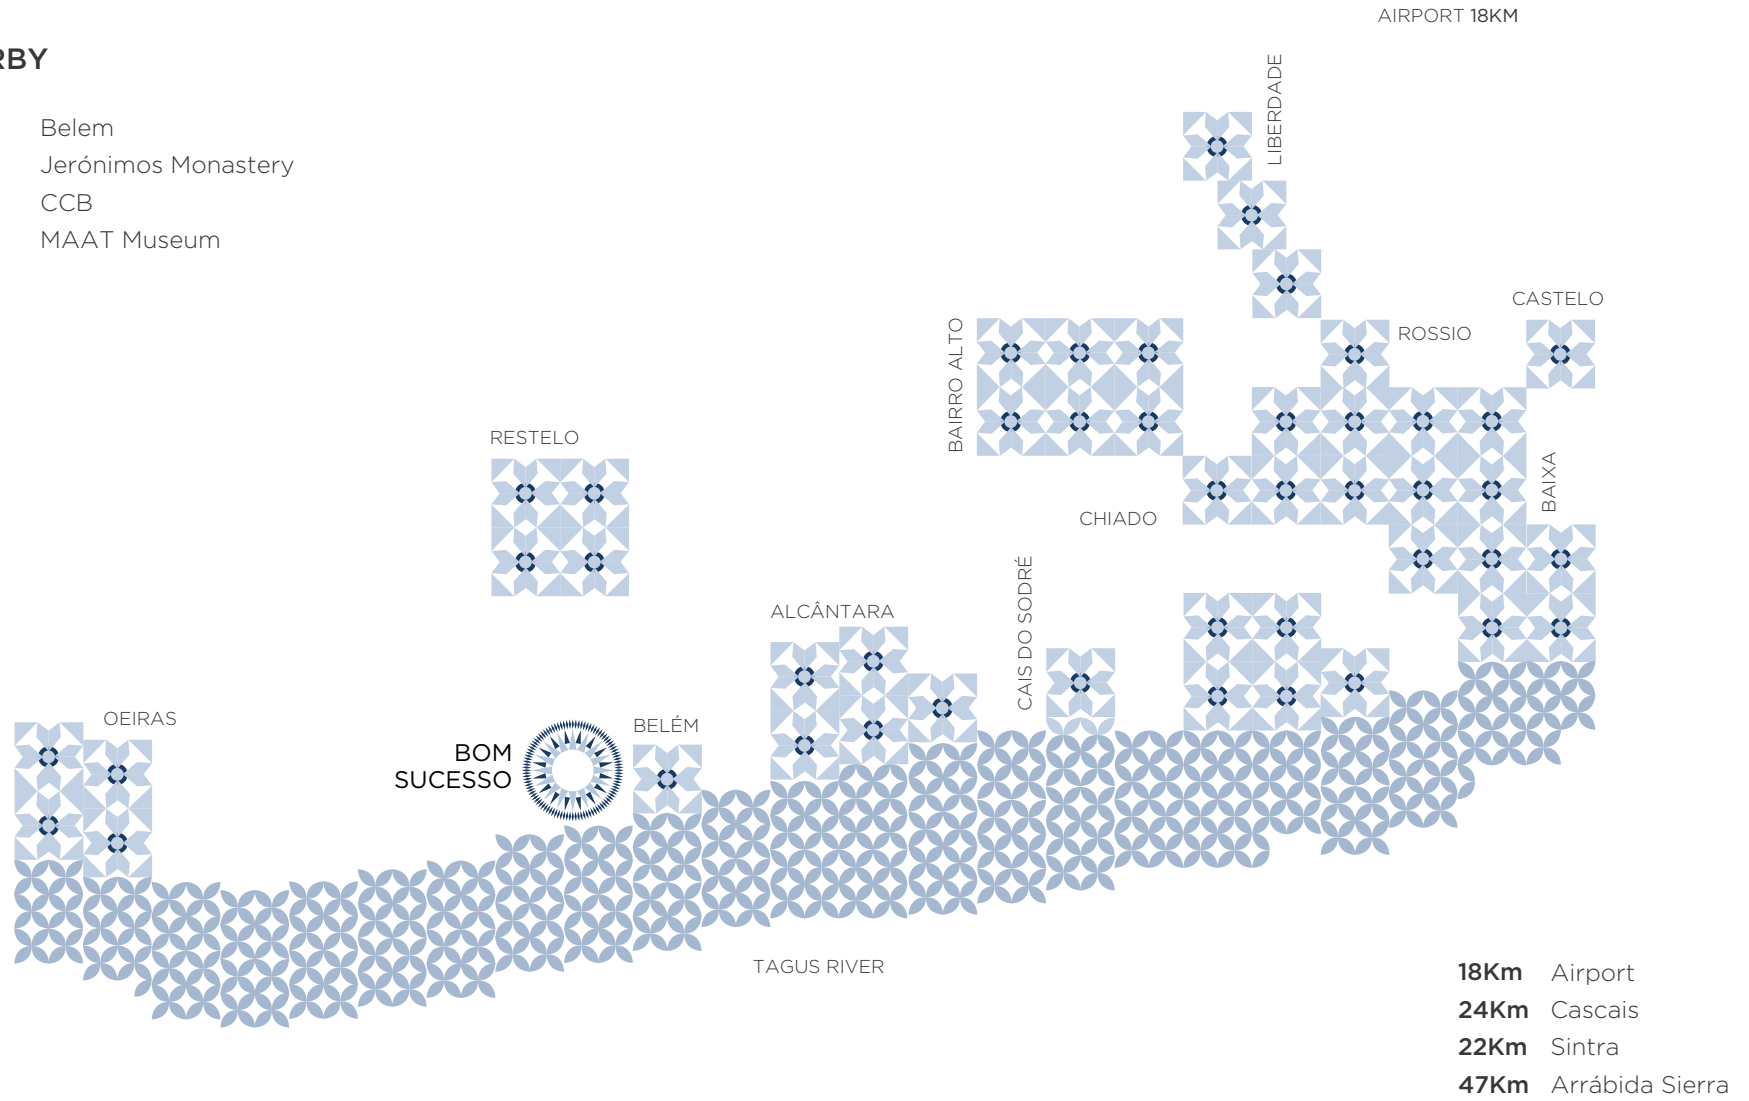 AIRPORT 18KM
RBY
Belem
Jerónimos Monastery
CCB
MAAT Museum
LIBERDADE
CASTELO
BAIRRO ALTO
ROSSIO
RESTELO
BAIXA
CHIADO
CAIS DO SODRÉ
ALCÂNTARA
OEIRAS
BELÉM
BOM
SUCESSO
TAGUS RIVER
18Km Airport
24Km Cascais
22Km Sintra
47Km Arrábida Sierra